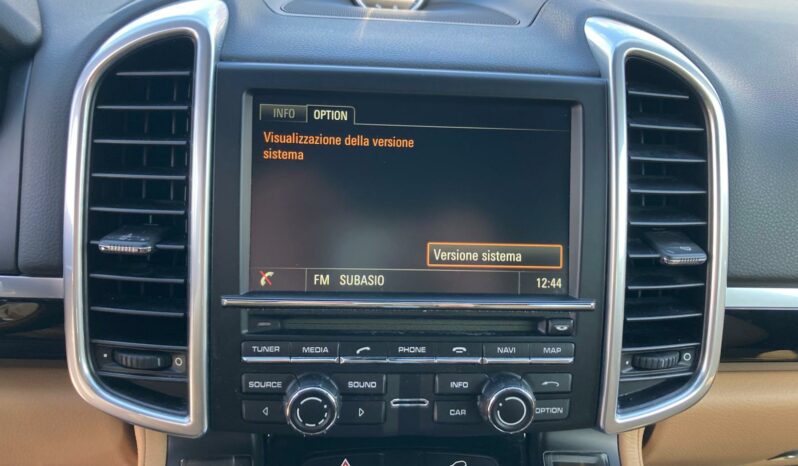 INFO OPTION
Visualizzazione della versione
sistema
Versione sistema
FM SUBASIO 12:44
TUNER MEDIA PHONE NAVI MAP
SOURCE SOUND INFO
CAR OPTION